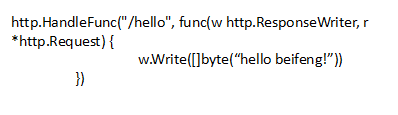 http.HandleFunc("/hello", func(w http.ResponseWriter, r
*http.Request) {
w.Write([]byte(“hello beifeng!”))
})